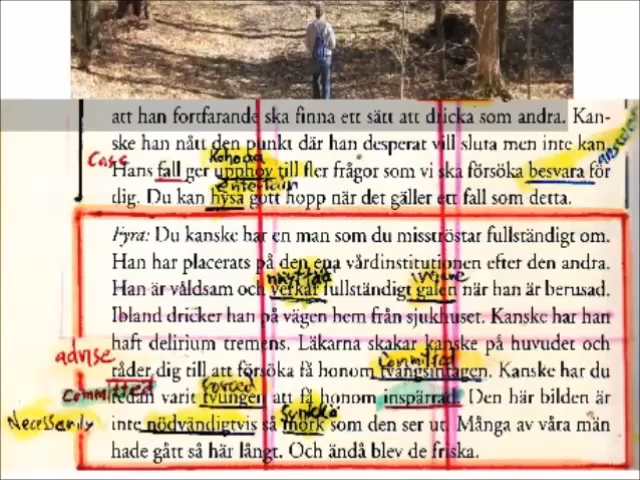 att han fortfarande ska finna ett sätt att dricka som andra. Kan-
ske han nått den punkt där han desperat vill sluta men inte kan.
Case
Hans fall ger upphov till fler frågor som vi ska försöka besvara för
entertain
dig. Du kan hysa gott hopp när det gäller ett fall som detta.
Fyra: Du kanske har en man som du misströstar fullständigt om.
Han har placerats på den ena vårdinstitutionen efter den andra.
Han är våldsam och verkar fullständigt galen när han är berusad.
Ibland dricker han på vägen hem från sjukhuset. Kanske har han
haft delirium tremens. Läkarna skakar kanske på huvudet och
advise
Committed
råder dig till att försöka få honom tvångsintagen. Kanske har du
Committed
Forced
redan varit tvungen att få honom inspärrad. Den här bilden är
Necessarily
inte nödvändigtvis så mörk som den ser ut. Många av våra män
hade gått så här långt. Och ändå blev de friska.